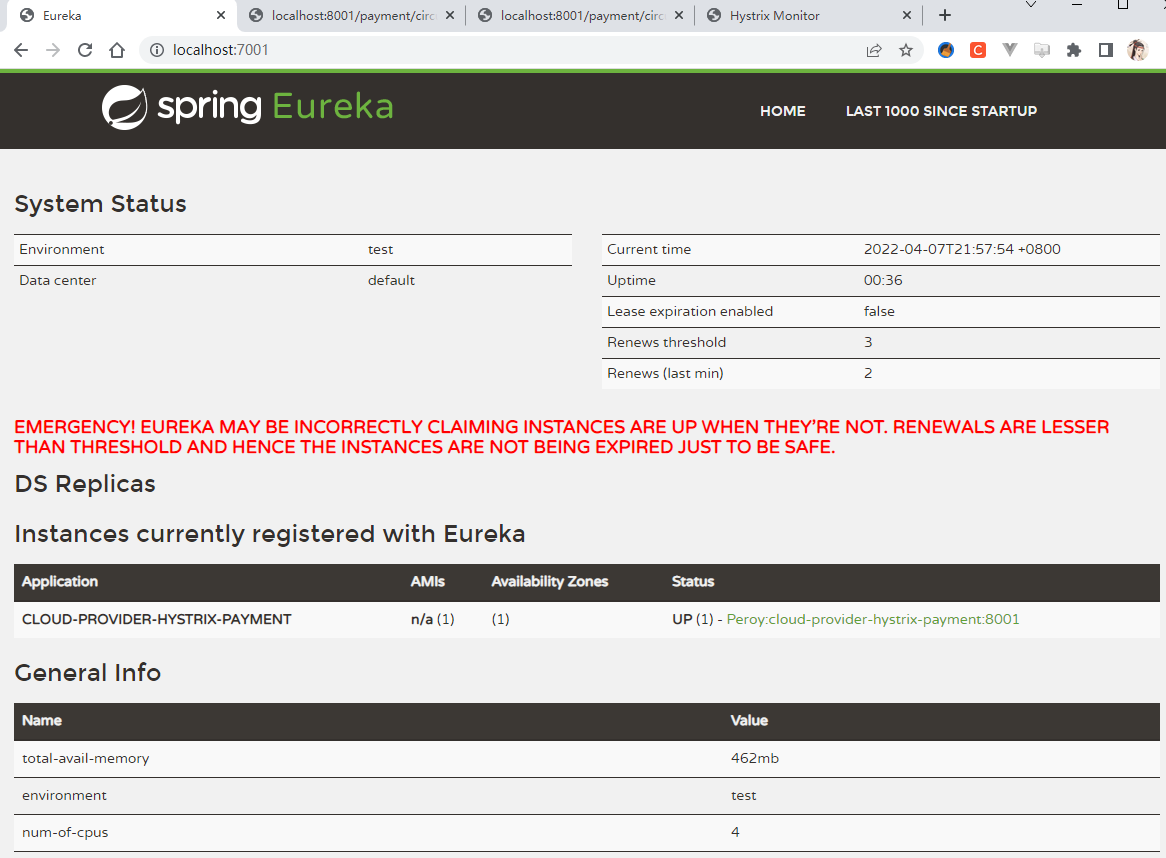 Eureka
localhost:8001/payment/circ
localhost:8001/payment/circ
Hystrix Monitor
localhost:7001
spring Eureka
HOME LAST 1000 SINCE STARTUP
System Status
Environment test
Data center default
Current time 2022-04-07T21:57:54 +0800
Uptime 00:36
Lease expiration enabled false
Renews threshold 3
Renews (last min) 2
EMERGENCY! EUREKA MAY BE INCORRECTLY CLAIMING INSTANCES ARE UP WHEN THEY'RE NOT. RENEWALS ARE LESSER
THAN THRESHOLD AND HENCE THE INSTANCES ARE NOT BEING EXPIRED JUST TO BE SAFE.
DS Replicas
Instances currently registered with Eureka
Application AMIs Availability Zones Status
CLOUD-PROVIDER-HYSTRIX-PAYMENT n/a (1) (1) UP (1) - Peroy:cloud-provider-hystrix-payment:8001
General Info
Name Value
total-avail-memory 462mb
environment test
num-of-cpus 4